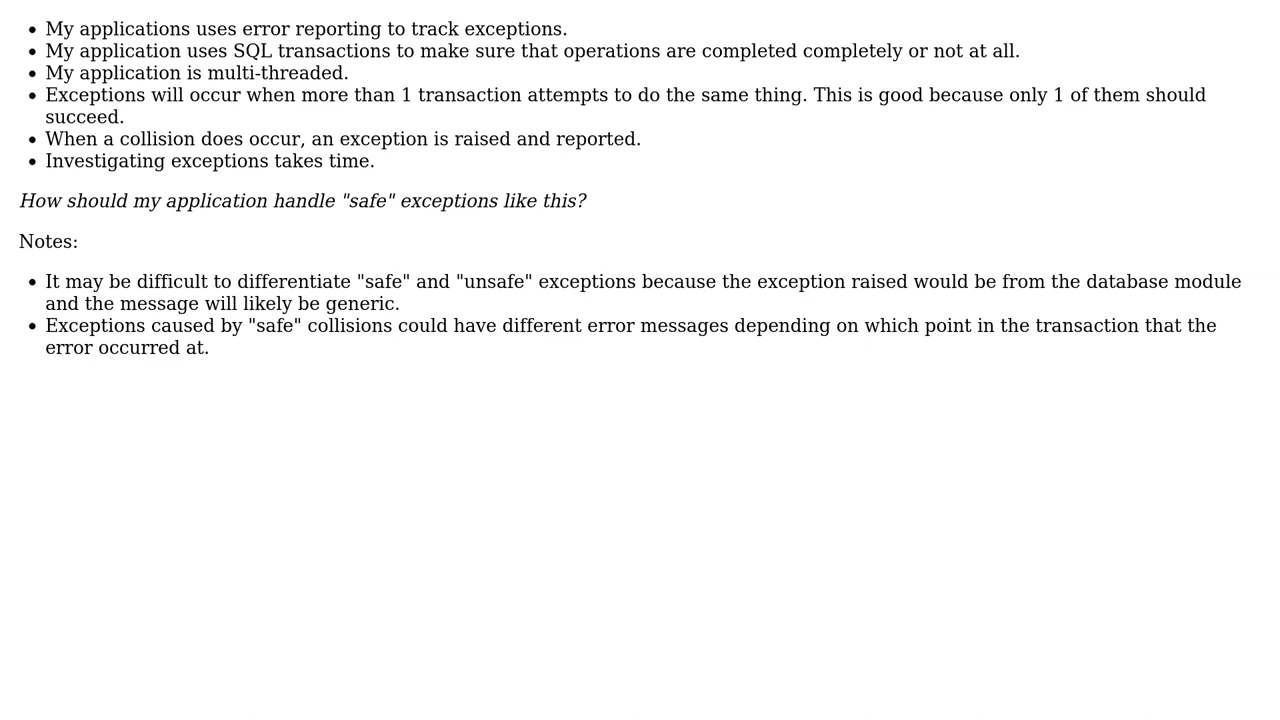 My applications uses error reporting to track exceptions.
My application uses SQL transactions to make sure that operations are completed completely or not at all.
My application is multi-threaded.
Exceptions will occur when more than 1 transaction attempts to do the same thing. This is good because only 1 of them should
succeed.
When a collision does occur, an exception is raised and reported.
Investigating exceptions takes time.
How should my application handle "safe" exceptions like this?
Notes:
It may be difficult to differentiate "safe" and "unsafe" exceptions because the exception raised would be from the database module
and the message will likely be generic.
Exceptions caused by "safe" collisions could have different error messages depending on which point in the transaction that the
error occurred at.